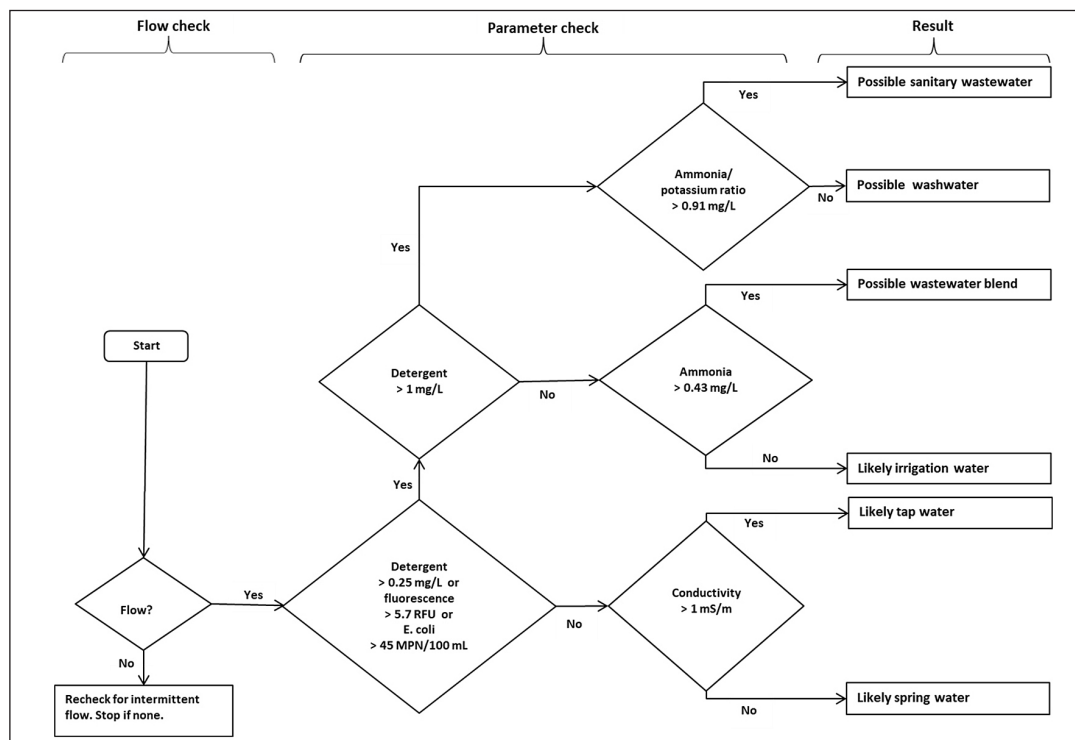 Flow check
Parameter check
Result
Yes
Possible sanitary wastewater
Ammonia/
potassium ratio
> 0.91 mg/L
No
Possible washwater
Yes
Yes
Possible wastewater blend
Start
Detergent
> 1 mg/L
No
Ammonia
> 0.43 mg/L
No
Likely irrigation water
Yes
Yes
Likely tap water
Flow?
Yes
Detergent
> 0.25 mg/L or
fluorescence
> 5.7 RFU or
E. coli
> 45 MPN/100 mL
No
Conductivity
> 1 mS/m
No
Likely spring water
No
Recheck for intermittent
flow. Stop if none.